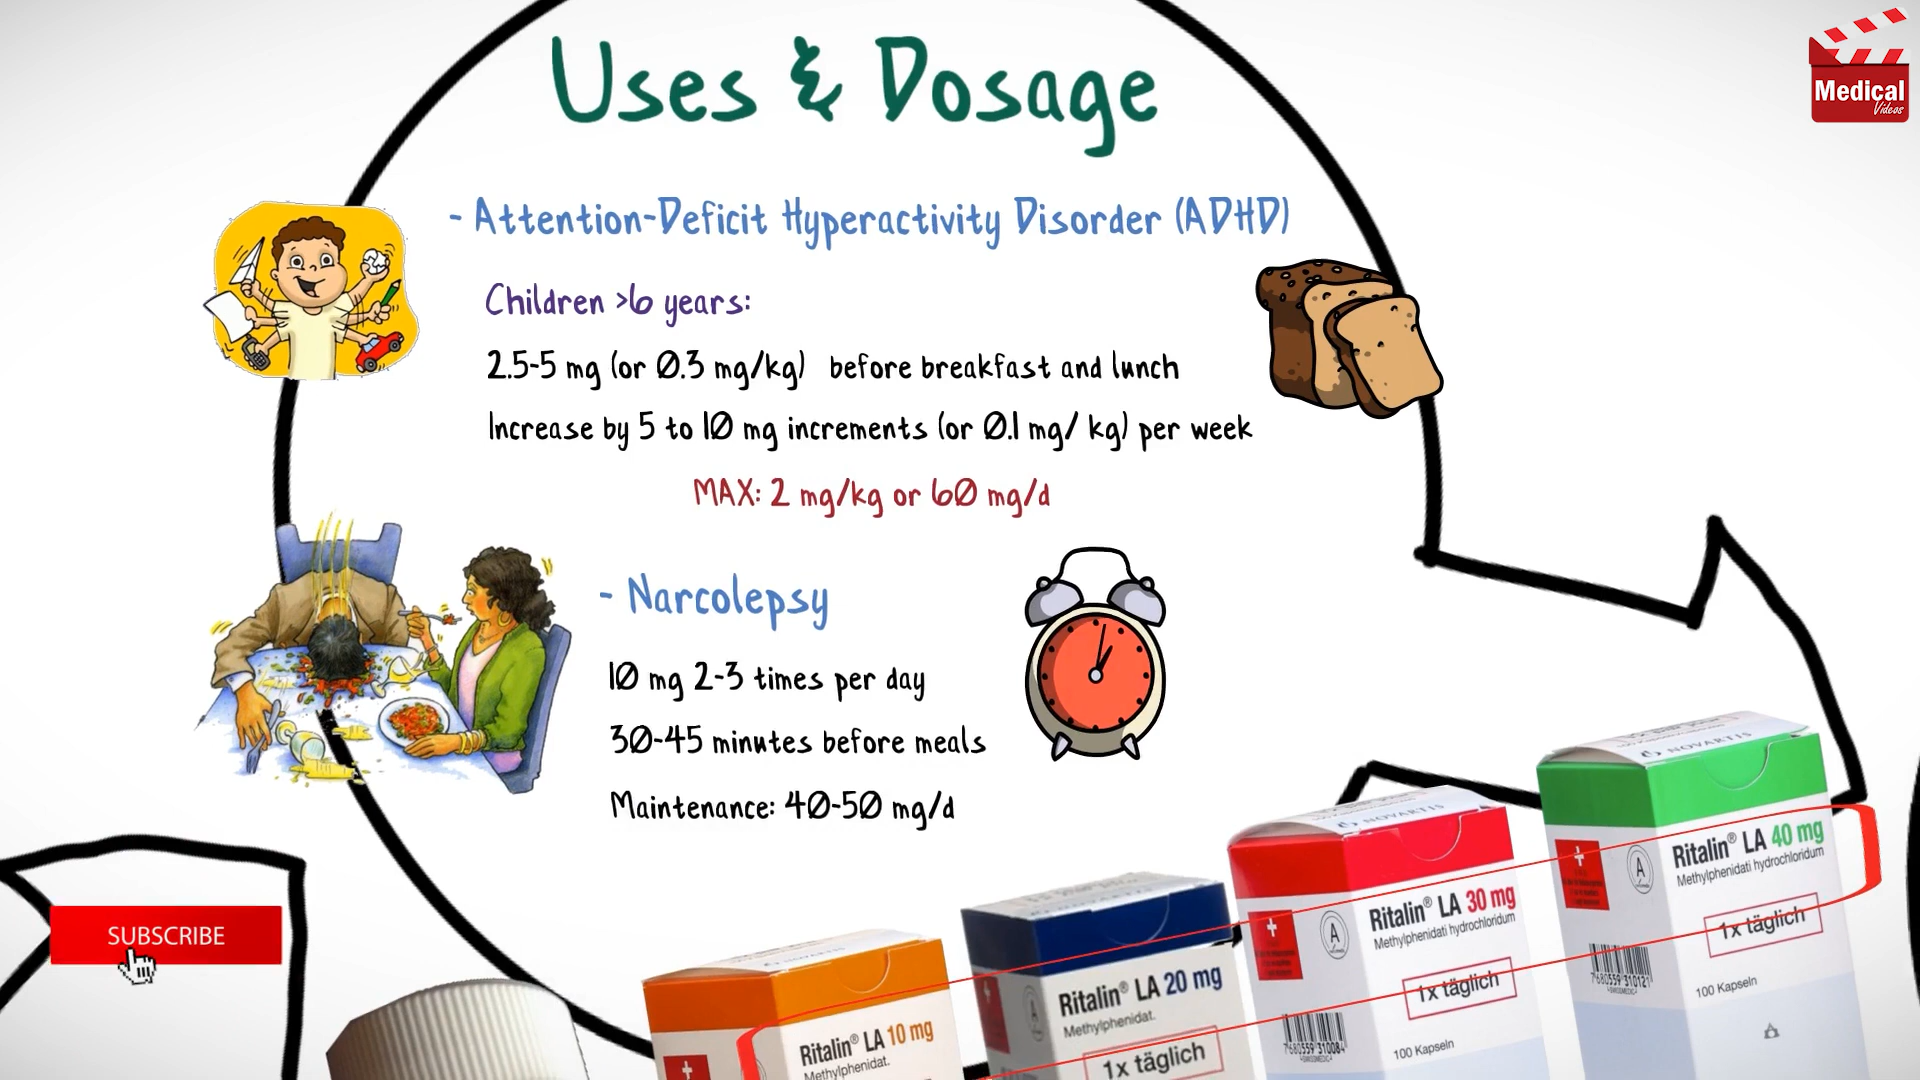 Uses & Dosage
Medical
Videos
- Attention-Deficit Hyperactivity Disorder (ADHD)
Children >6 years:
2.5-5 mg (or 0.3 mg/kg) before breakfast and lunch
Increase by 5 to 10 mg increments (or 0.1 mg/ kg) per week
MAX: 2 mg/kg or 60 mg/d
- Narcolepsy
10 mg 2-3 times per day
30-45 minutes before meals
Maintenance: 40-50 mg/d
SUBSCRIBE
Ritalin® LA 10 mg
Methylphenidat.
Ritalin® LA 20 mg
Methylphenidat.
1x täglich
NOVARTIS
Ritalin® LA 30 mg
Methylphenidati hydrochloridum
1x täglich
7680559310084
100 Kapseln
NOVARTIS
Ritalin® LA 40 mg
Methylphenidati hydrochloridum
1x täglich
7680559310121
100 Kapseln